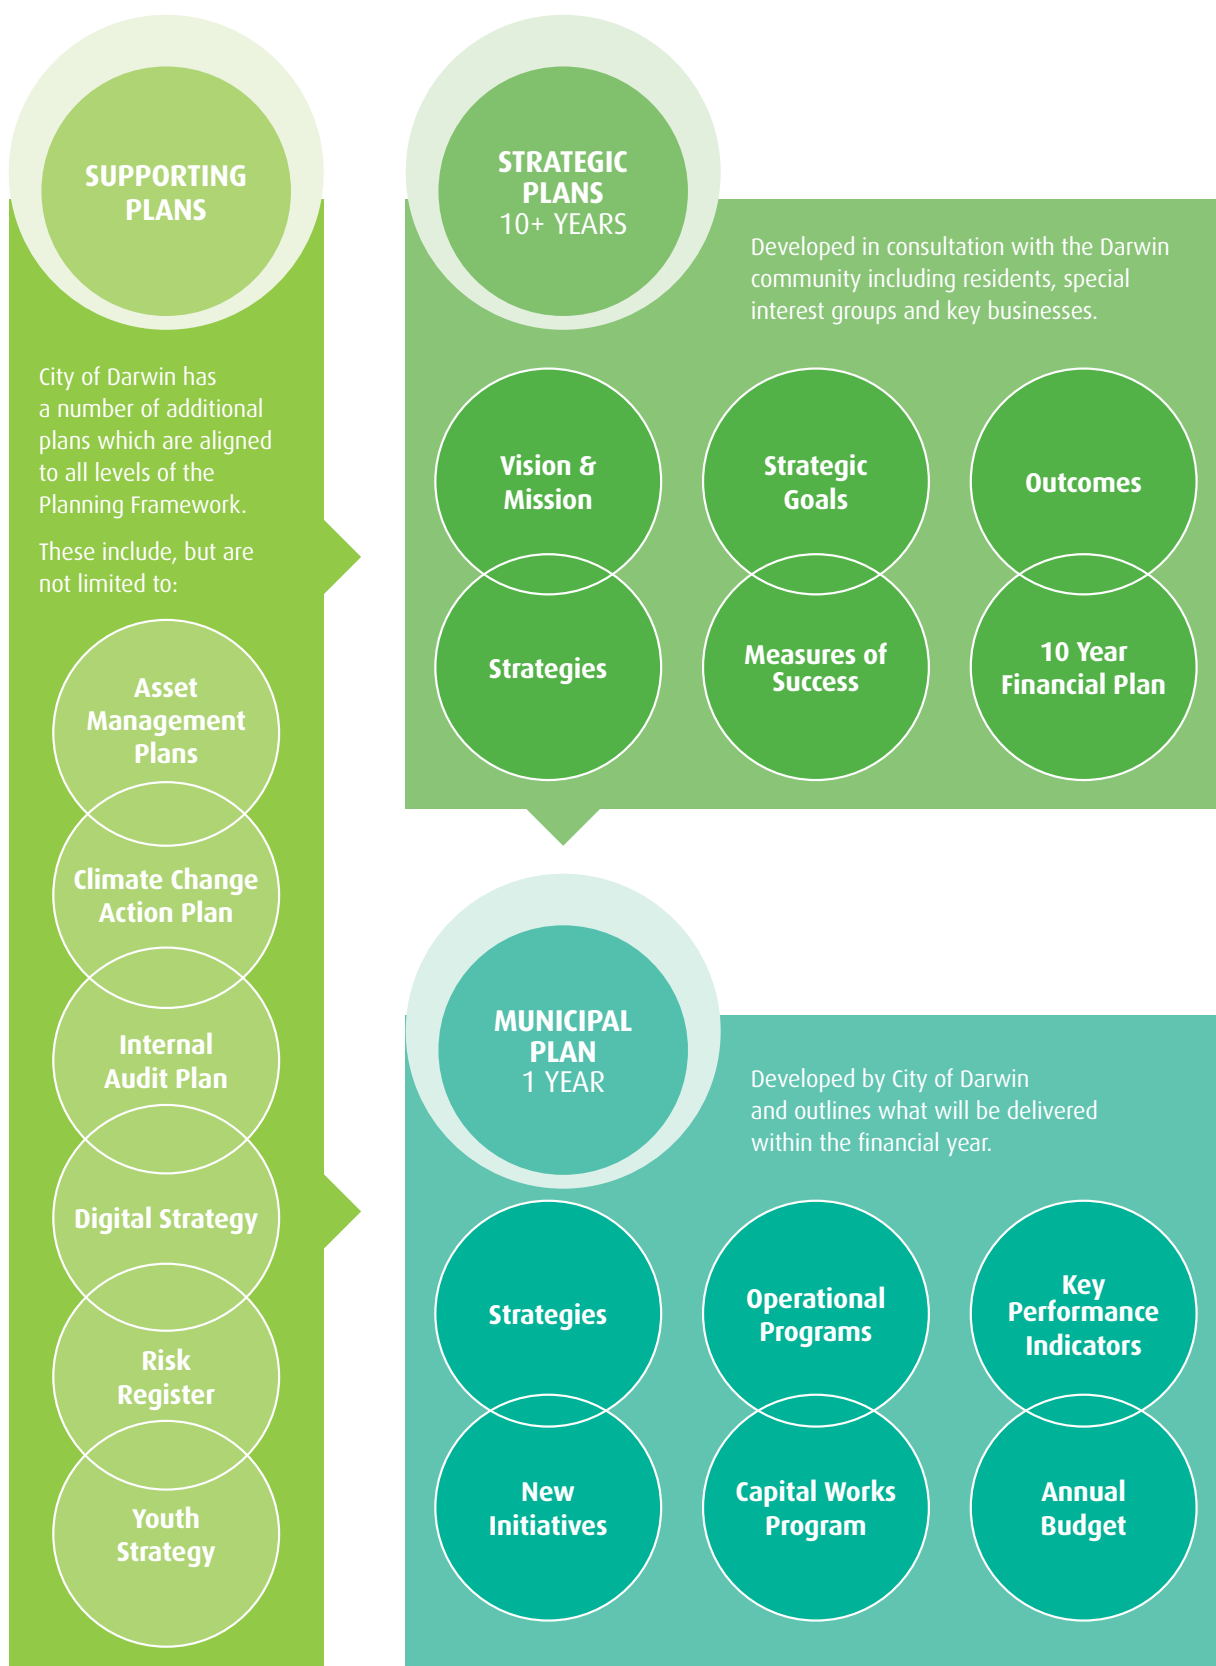 SUPPORTING
PLANS
City of Darwin has
a number of additional
plans which are aligned
to all levels of the
Planning Framework.
These include, but are
not limited to:
Asset
Management
Plans
Climate Change
Action Plan
Internal
Audit Plan
Digital Strategy
Risk
Register
Youth
Strategy
STRATEGIC
PLANS
10+ YEARS
Developed in consultation with the Darwin
community including residents, special
interest groups and key businesses.
Vision &
Mission
Strategic
Goals
Outcomes
Strategies
Measures of
Success
10 Year
Financial Plan
MUNICIPAL
PLAN
1 YEAR
Developed by City of Darwin
and outlines what will be delivered
within the financial year.
Strategies
Operational
Programs
Key
Performance
Indicators
New
Initiatives
Capital Works
Program
Annual
Budget